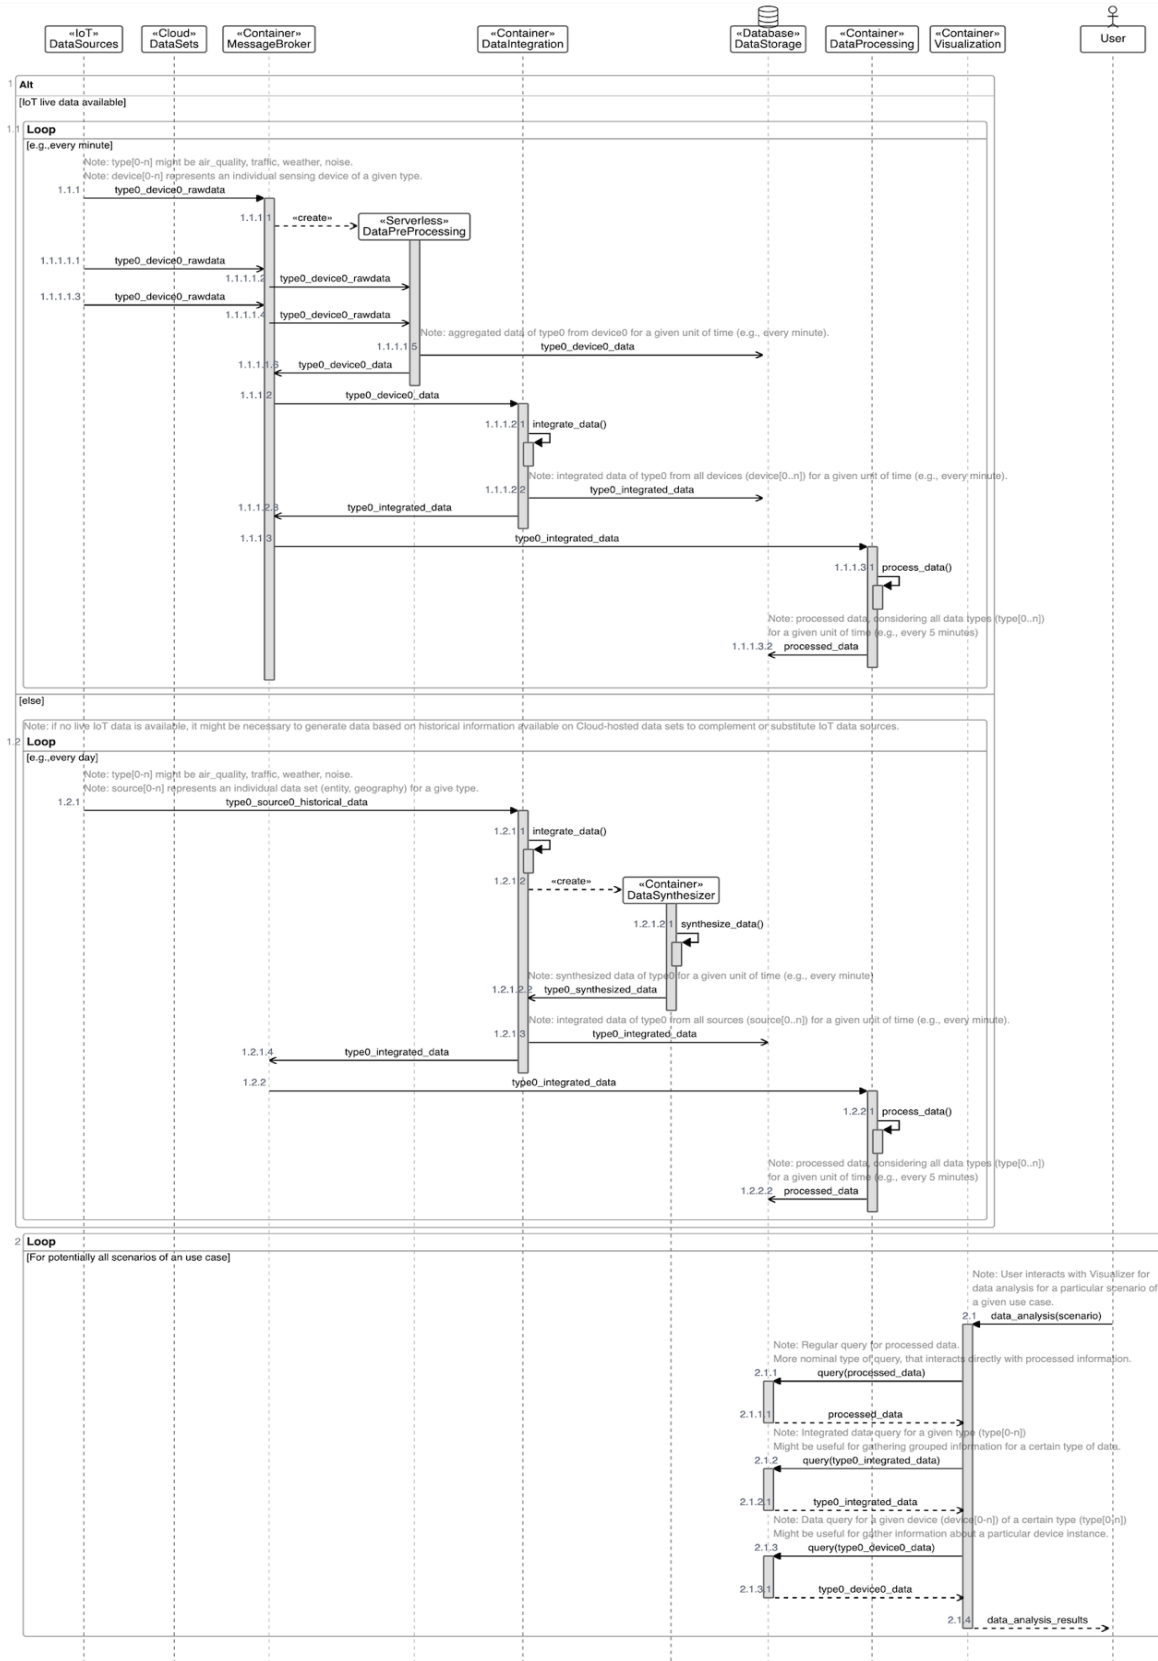 «IoT»
DataSources
«Cloud»
DataSets
«Container»
MessageBroker
«Container»
DataIntegration
«Database»
DataStorage
«Container»
DataProcessing
«Container»
Visualization
User
1
Alt
[IoT live data available]
1.1
Loop
[e.g.,every minute]
Note: type[0-n] might be air_quality, traffic, weather, noise.
Note: device[0-n] represents an individual sensing device of a given type.
1.1.1
type0_device0_rawdata
1.1.1.1
«create»
«Serverless»
DataPreProcessing
1.1.1.1.1
type0_device0_rawdata
1.1.1.1.2
type0_device0_rawdata
1.1.1.1.3
type0_device0_rawdata
1.1.1.1.4
type0_device0_rawdata
Note: aggregated data of type0 from device0 for a given unit of time (e.g., every minute).
1.1.1.1.5
type0_device0_data
1.1.1.1.6
type0_device0_data
1.1.1.2
type0_device0_data
1.1.1.2.1
integrate_data()
Note: integrated data of type0 from all devices (device[0..n]) for a given unit of time (e.g., every minute).
1.1.1.2.2
type0_integrated_data
1.1.1.2.3
type0_integrated_data
1.1.1.3
type0_integrated_data
1.1.1.3.1
process_data()
Note: processed data, considering all data types (type[0..n])
for a given unit of time (e.g., every 5 minutes)
1.1.1.3.2
processed_data
[else]
Note: if no live IoT data is available, it might be necessary to generate data based on historical information available on Cloud-hosted data sets to complement or substitute IoT data sources.
1.2
Loop
[e.g.,every day]
Note: type[0-n] might be air_quality, traffic, weather, noise.
Note: source[0-n] represents an individual data set (entity, geography) for a give type.
1.2.1
type0_source0_historical_data
1.2.1.1
integrate_data()
1.2.1.2
«create»
«Container»
DataSynthesizer
1.2.1.2.1
synthesize_data()
Note: synthesized data of type0 for a given unit of time (e.g., every minute)
1.2.1.2.2
type0_synthesized_data
Note: integrated data of type0 from all sources (source[0..n]) for a given unit of time (e.g., every minute).
1.2.1.3
type0_integrated_data
1.2.1.4
type0_integrated_data
1.2.2
type0_integrated_data
1.2.2.1
process_data()
Note: processed data, considering all data types (type[0..n])
for a given unit of time (e.g., every 5 minutes)
1.2.2.2
processed_data
2
Loop
[For potentially all scenarios of an use case]
Note: User interacts with Visualizer for
data analysis for a particular scenario of
a given use case.
2.1
data_analysis(scenario)
Note: Regular query for processed data.
More nominal type of query, that interacts directly with processed information.
2.1.1
query(processed_data)
2.1.1.1
processed_data
Note: Integrated data query for a given type (type[0-n])
Might be useful for gathering grouped information for a certain type of data.
2.1.2
query(type0_integrated_data)
2.1.2.1
type0_integrated_data
Note: Data query for a given device (device[0-n]) of a certain type (type[0-n])
Might be useful for gather information about a particular device instance.
2.1.3
query(type0_device0_data)
2.1.3.1
type0_device0_data
2.1.4
data_analysis_results